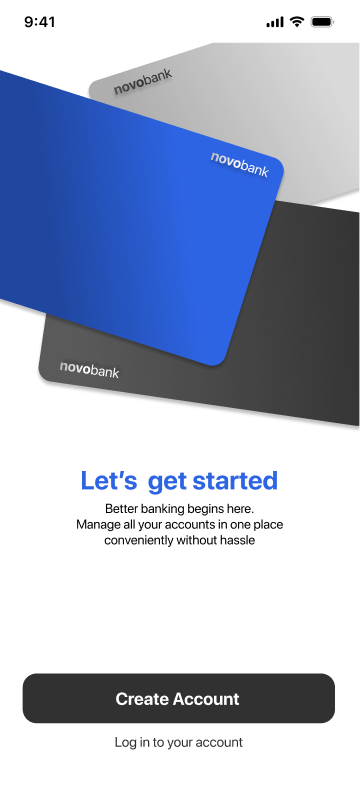 9:41
novobank
novobank
novobank
Let’s get started
Better banking begins here.
Manage all your accounts in one place
conveniently without hassle
Create Account
Log in to your account